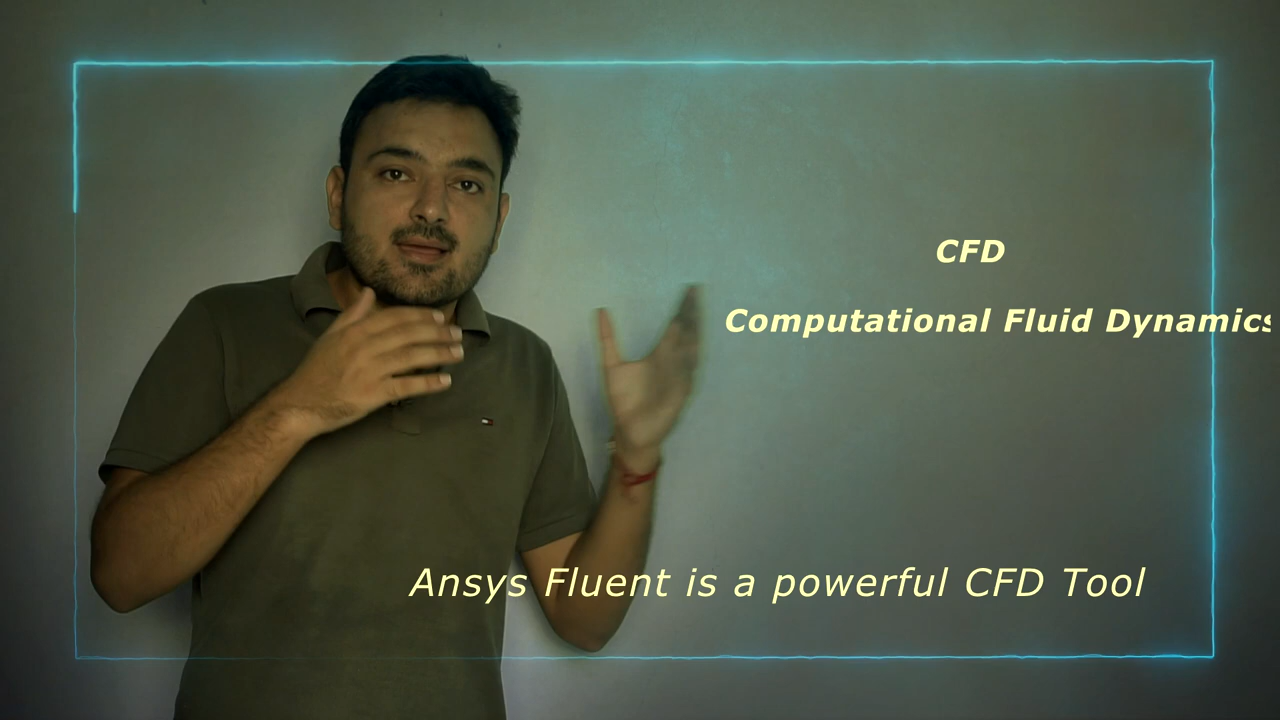 CFD
Computational Fluid Dynamics
Ansys Fluent is a powerful CFD Tool